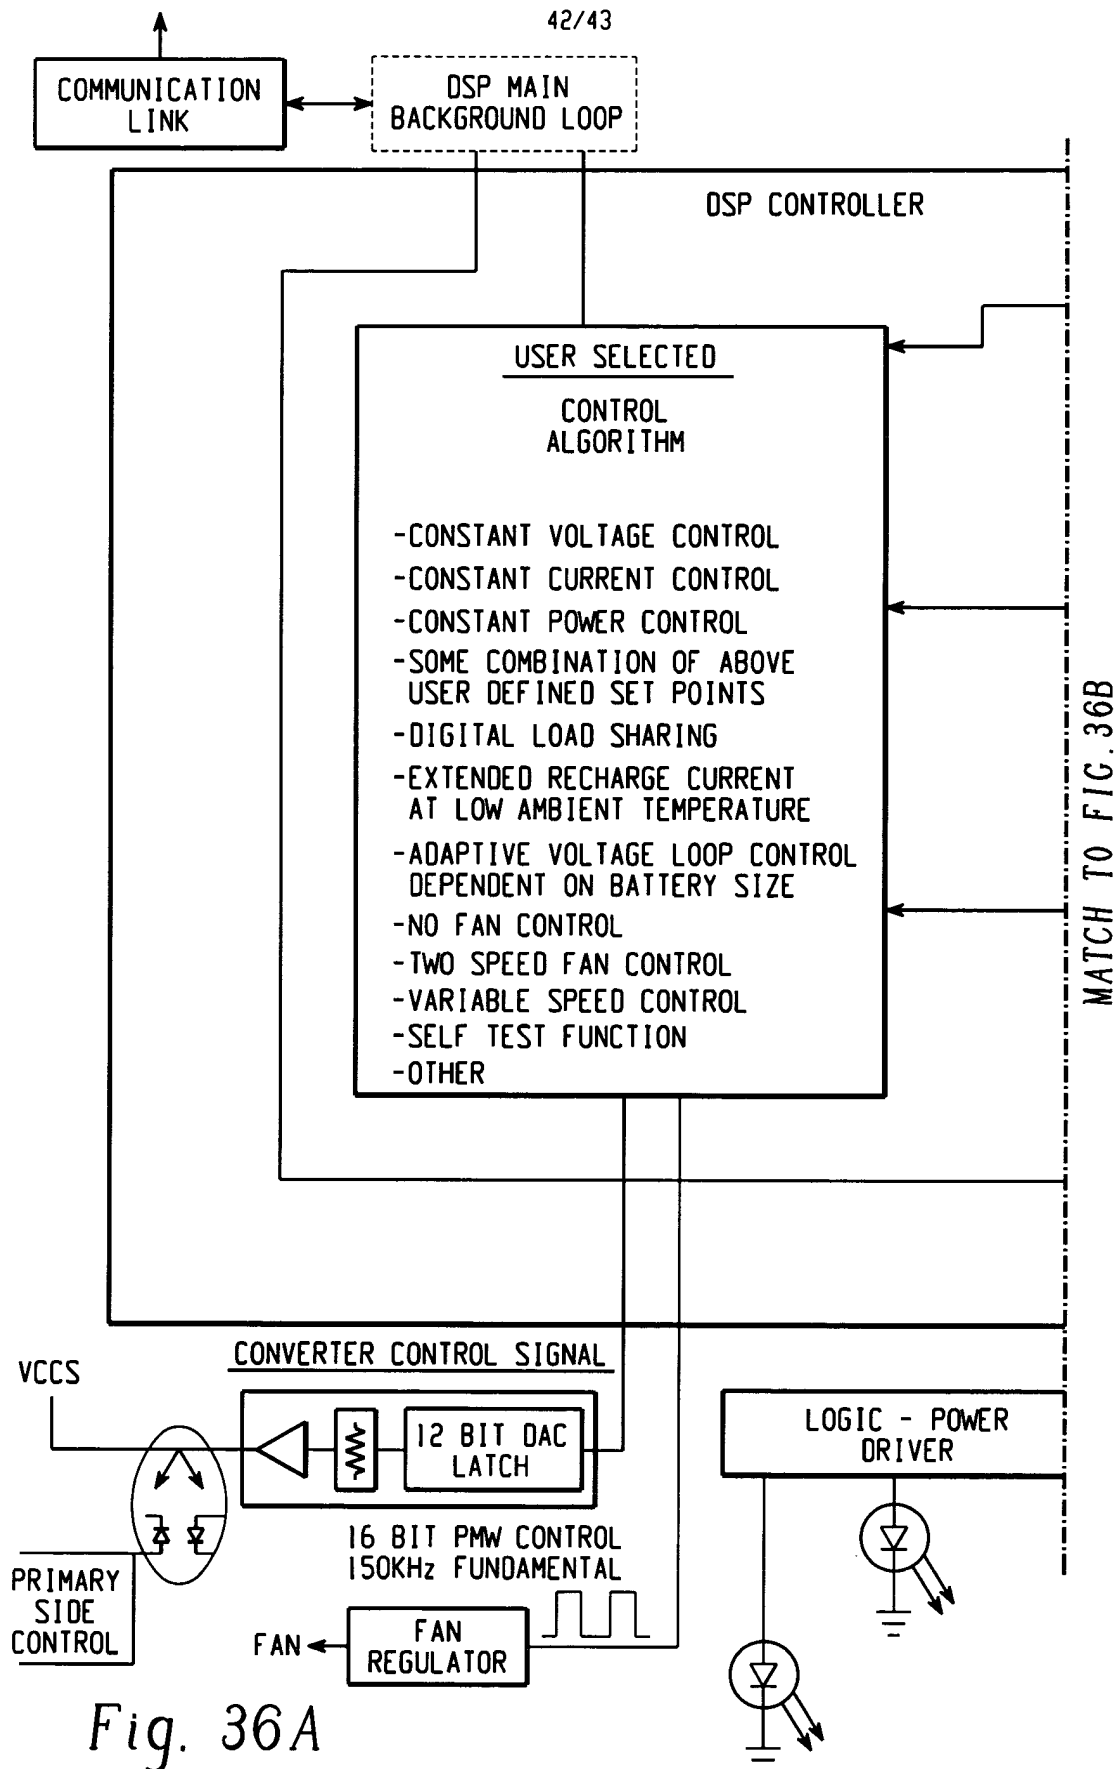 42/43
COMMUNICATION
LINK
DSP MAIN
BACKGROUND LOOP
DSP CONTROLLER
USER SELECTED
CONTROL
ALGORITHM
-CONSTANT VOLTAGE CONTROL
-CONSTANT CURRENT CONTROL
-CONSTANT POWER CONTROL
-SOME COMBINATION OF ABOVE
USER DEFINED SET POINTS
-DIGITAL LOAD SHARING
-EXTENDED RECHARGE CURRENT
AT LOW AMBIENT TEMPERATURE
-ADAPTIVE VOLTAGE LOOP CONTROL
DEPENDENT ON BATTERY SIZE
-NO FAN CONTROL
-TWO SPEED FAN CONTROL
-VARIABLE SPEED CONTROL
-SELF TEST FUNCTION
-OTHER
MATCH TO FIG. 36B
CONVERTER CONTROL SIGNAL
VCCS
12 BIT DAC
LATCH
LOGIC - POWER
DRIVER
16 BIT PMW CONTROL
150KHz FUNDAMENTAL
PRIMARY
SIDE
CONTROL
FAN
FAN
REGULATOR
Fig. 36A